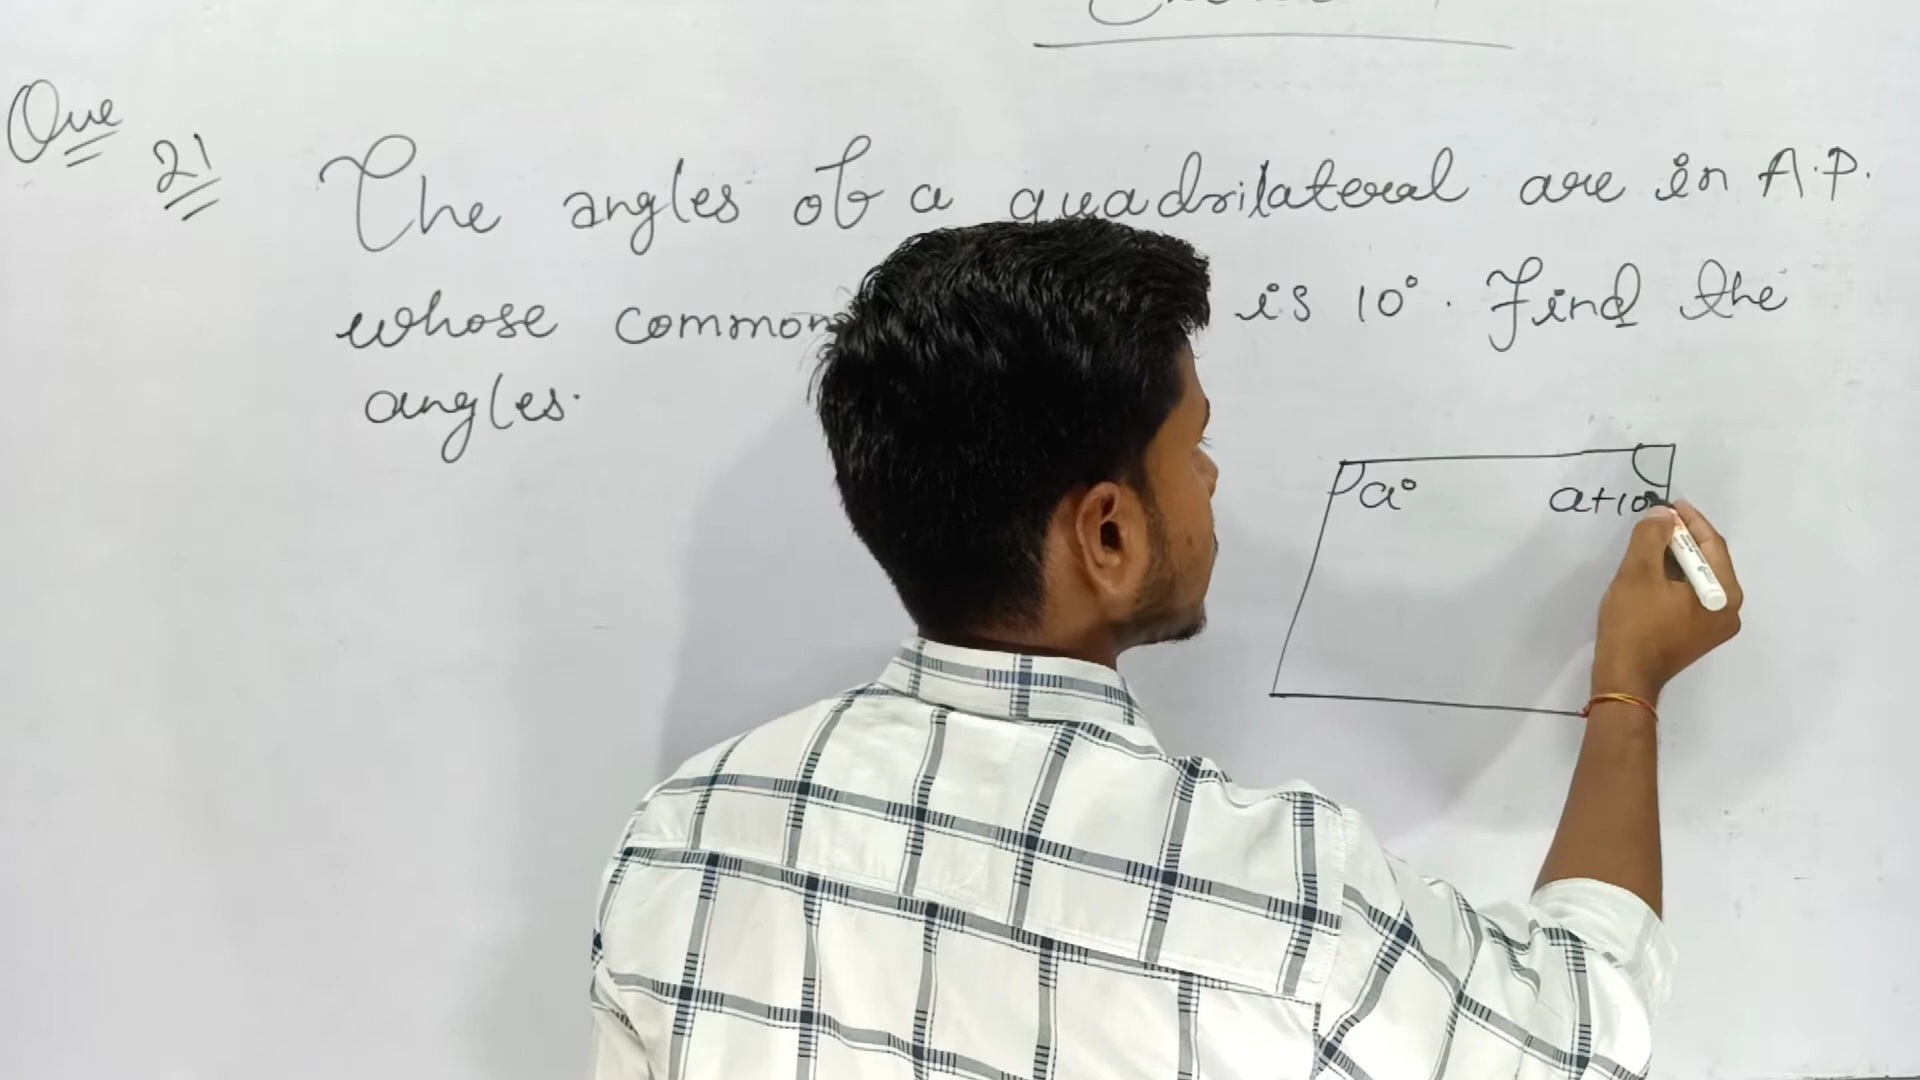 Que
21 The angles of a quadrilateral are in A.P.
whose common is 10°. Find the
angles.
a° a+10